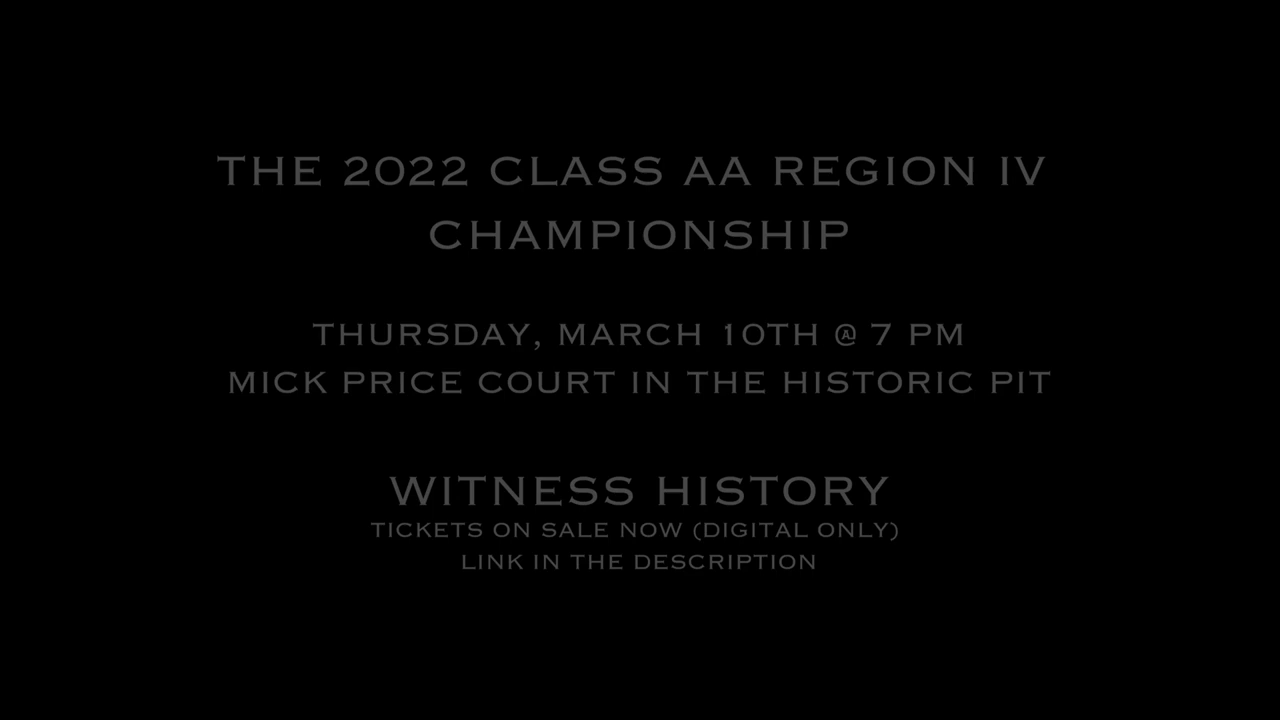 THE 2022 CLASS AA REGION IV
CHAMPIONSHIP
THURSDAY, MARCH 10TH @ 7 PM
MICK PRICE COURT IN THE HISTORIC PIT
WITNESS HISTORY
TICKETS ON SALE NOW (DIGITAL ONLY)
LINK IN THE DESCRIPTION